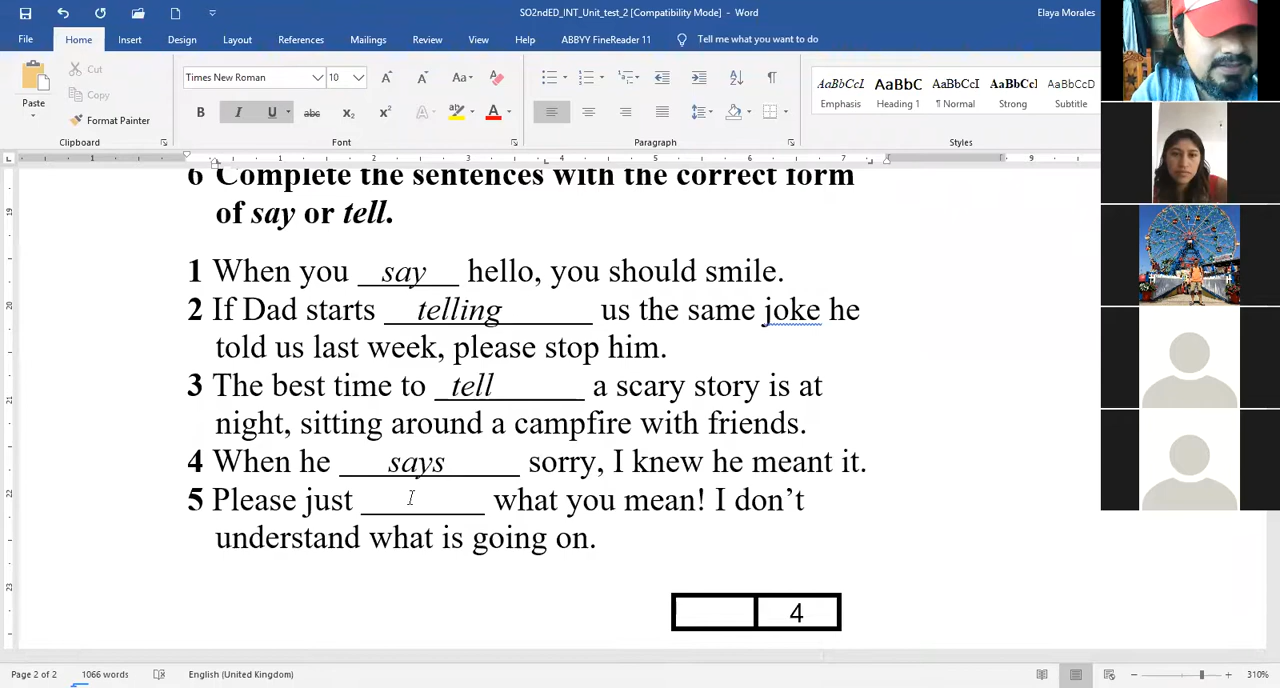 SO2ndED_INT_Unit_test_2 [Compatibility Mode] - Word
Elaya Morales
File Home Insert Design Layout References Mailings Review View Help ABBYY FineReader 11 Tell me what you want to do
Paste
Cut
Copy
Format Painter
Times New Roman 10
AaBbCcI AaBbC AaBbCcI AaBbCcI AaBbCcD
Emphasis Heading 1 ¶ Normal Strong Subtitle
Clipboard Font Paragraph Styles
6 Complete the sentences with the correct form
of say or tell.
1 When you __say__ hello, you should smile.
2 If Dad starts __telling______ us the same joke he
told us last week, please stop him.
3 The best time to _tell______ a scary story is at
night, sitting around a campfire with friends.
4 When he ___says_____ sorry, I knew he meant it.
5 Please just ________ what you mean! I don’t
understand what is going on.
4
Page 2 of 2 1066 words English (United Kingdom) 310%